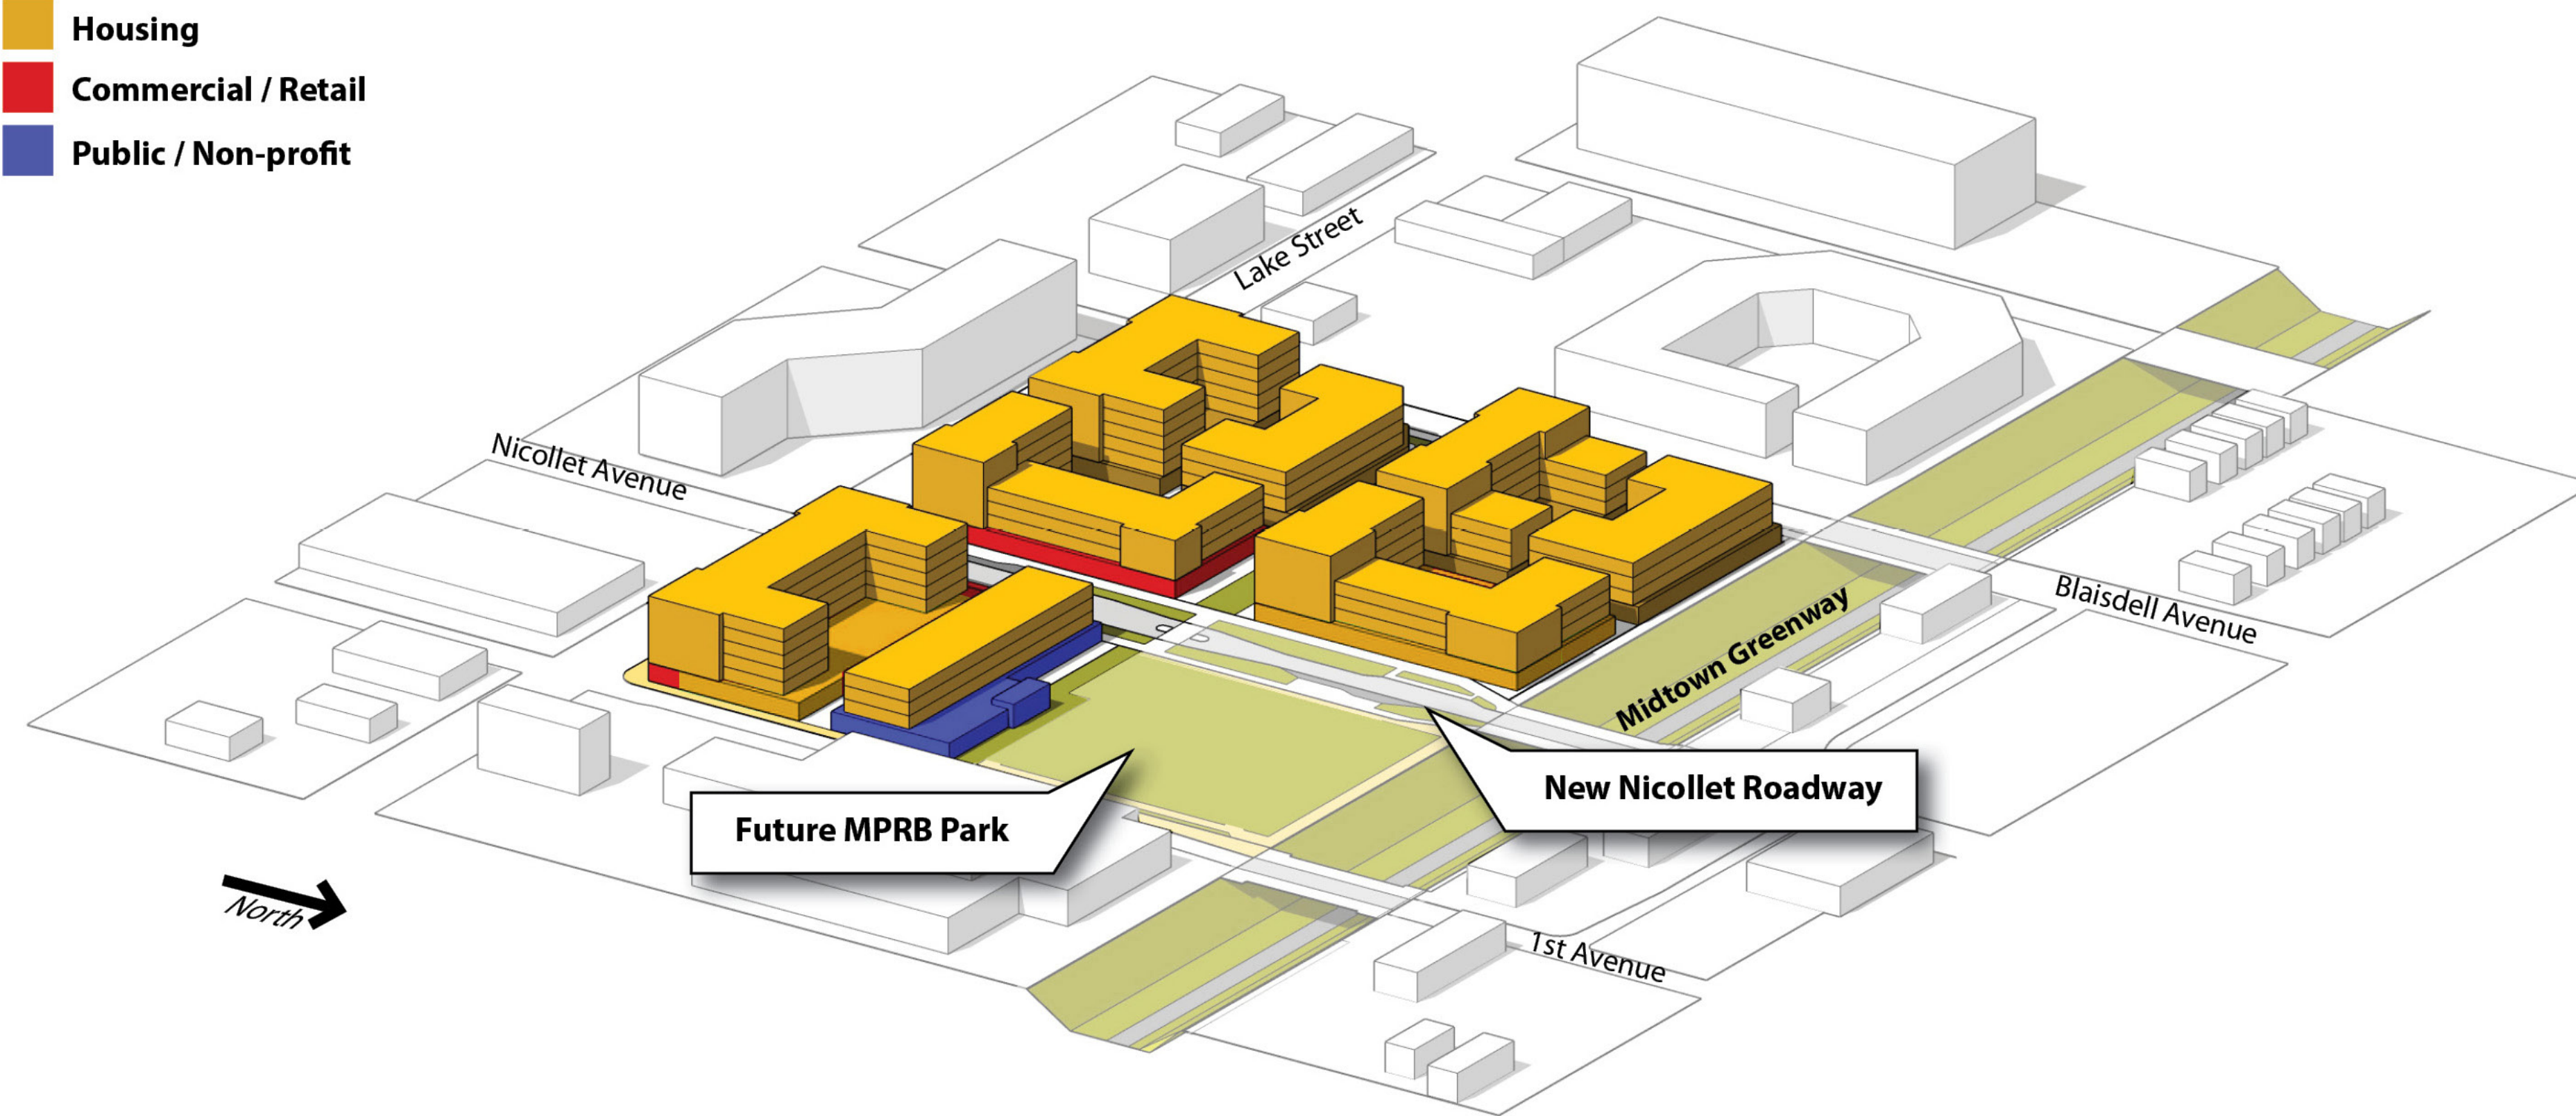 Housing
Commercial / Retail
Public / Non-profit
Lake Street
Nicollet Avenue
Blaisdell Avenue
Midtown Greenway
New Nicollet Roadway
Future MPRB Park
North
1st Avenue